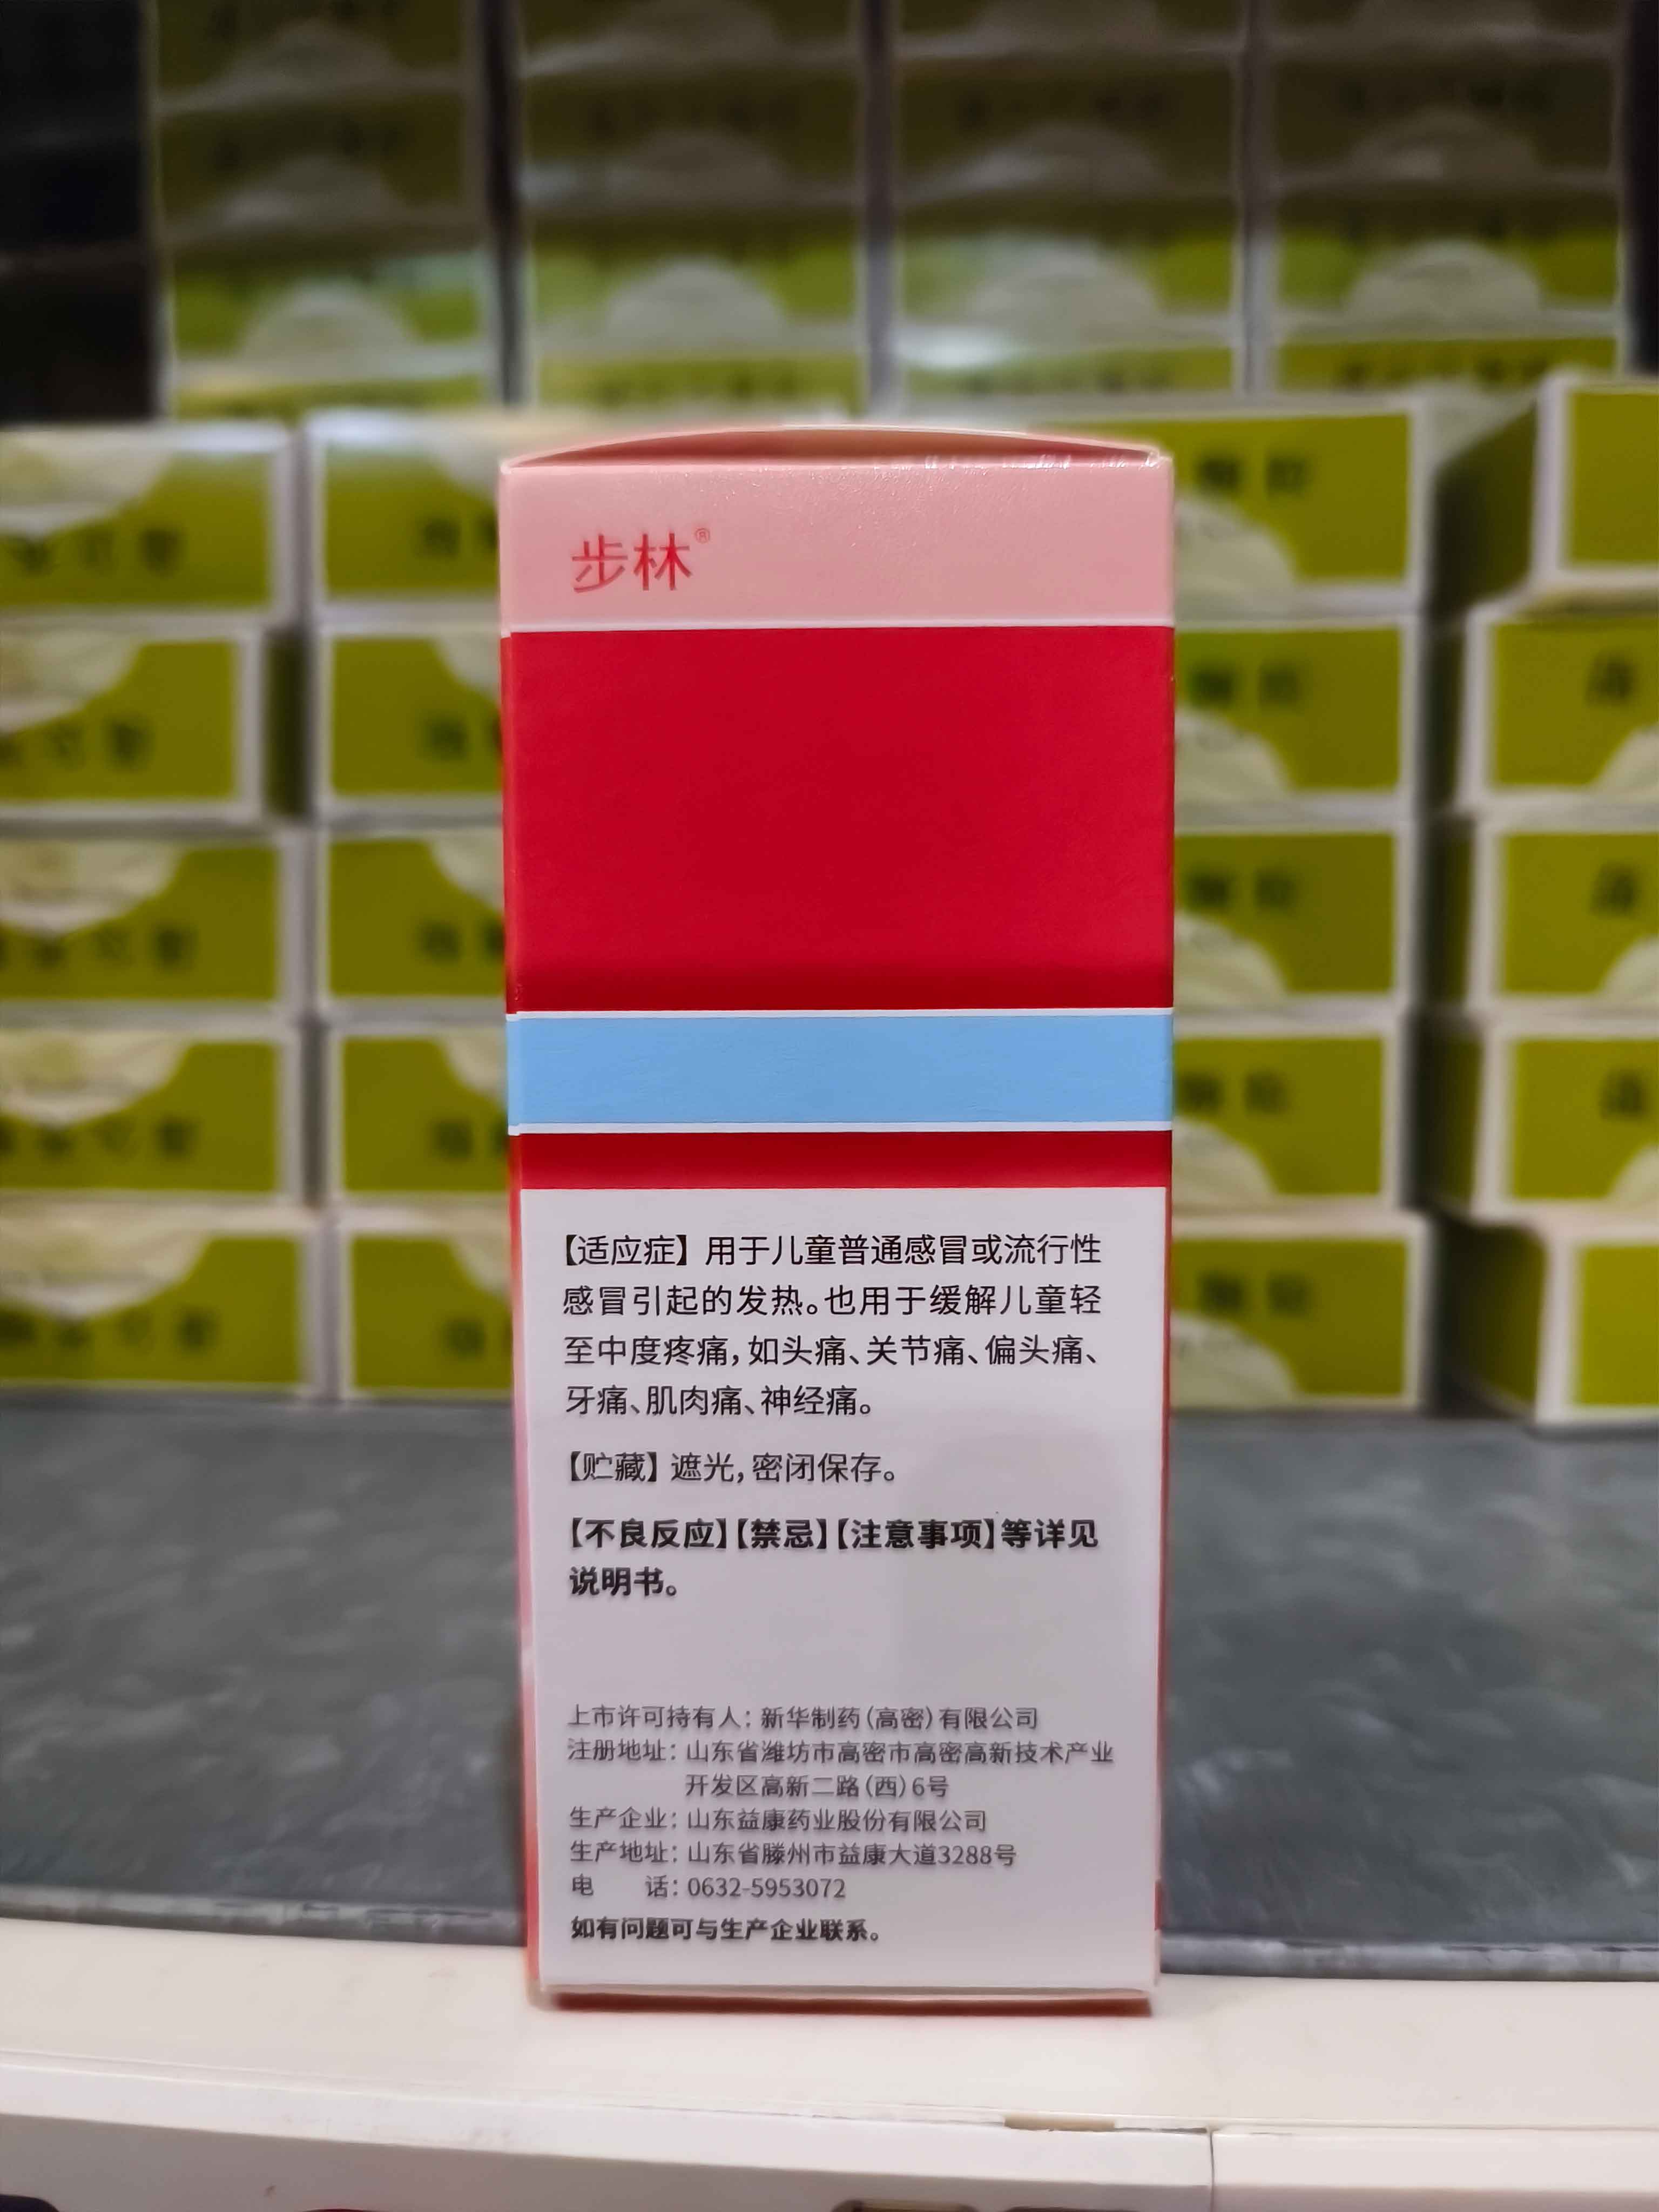 步林®
【适应症】用于儿童普通感冒或流行性
感冒引起的发热。也用于缓解儿童轻
至中度疼痛，如头痛、关节痛、偏头痛、
牙痛、肌肉痛、神经痛。
【贮藏】遮光，密闭保存。
【不良反应】【禁忌】【注意事项】等详见
说明书。
上市许可持有人：新华制药（高密）有限公司
注册地址：山东省潍坊市高密市高密高新技术产业
开发区高新二路（西）6号
生产企业：山东益康药业股份有限公司
生产地址：山东省滕州市益康大道3288号
电 话：0632-5953072
如有问题可与生产企业联系。